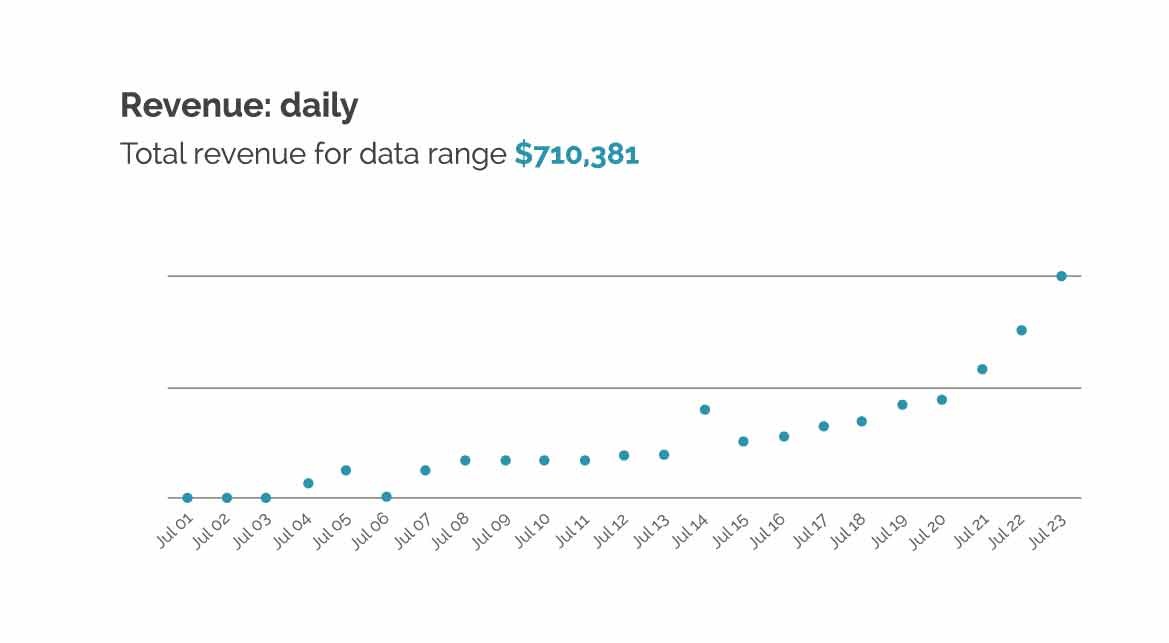 Revenue: daily
Total revenue for data range $710,381
Jul 01 Jul 02 Jul 03 Jul 04 Jul 05 Jul 06 Jul 07 Jul 08 Jul 09 Jul 10 Jul 11 Jul 12 Jul 13 Jul 14 Jul 15 Jul 16 Jul 17 Jul 18 Jul 19 Jul 20 Jul 21 Jul 22 Jul 23